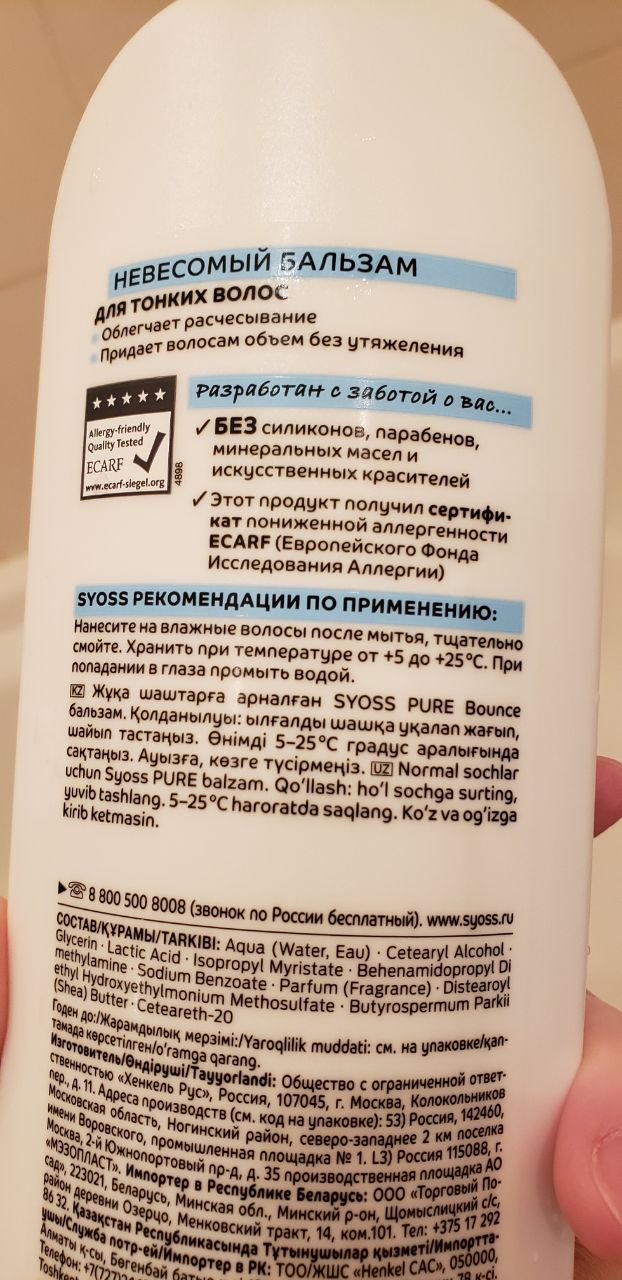 НЕВЕСОМЫЙ БАЛЬЗАМ
ДЛЯ ТОНКИХ ВОЛОС
Облегчает расчесывание
Придает волосам объем без утяжеления
★★★★★
Allergy-friendly
Quality Tested
ECARF
www.ecarf-siegel.org
4898
Разработан с заботой о вас...
✓ БЕЗ силиконов, парабенов,
минеральных масел и
искусственных красителей
✓ Этот продукт получил сертифи-
кат пониженной аллергенности
ECARF (Европейского Фонда
Исследования Аллергии)
SYOSS РЕКОМЕНДАЦИИ ПО ПРИМЕНЕНИЮ:
Нанесите на влажные волосы после мытья, тщательно
смойте. Хранить при температуре от +5 до +25°C. При
попадании в глаза промыть водой.
KZ Жұқа шаштарға арналған SYOSS PURE Bounce
бальзам. Қолданылуы: ылғалды шашқа уқалап жағып,
шайып тастаңыз. Өнімді 5–25°C градус аралығында
сақтаңыз. Ауызға, көзге түсірмеңіз. UZ Normal sochlar
uchun Syoss PURE balzam. Qo'llash: ho'l sochga surting,
yuvib tashlang. 5–25°C haroratda saqlang. Ko'z va og'izga
kirib ketmasin.
▶☏ 8 800 500 8008 (звонок по России бесплатный). www.syoss.ru
СОСТАВ/ҚҰРАМЫ/TARKIBI: Aqua (Water, Eau) · Cetearyl Alcohol ·
Glycerin · Lactic Acid · Isopropyl Myristate · Behenamidopropyl Di
methylamine · Sodium Benzoate · Parfum (Fragrance) · Distearoyl
ethyl Hydroxyethylmonium Methosulfate · Butyrospermum Parkii
(Shea) Butter · Ceteareth-20
Годен до:/Жарамдылық мерзімі:/Yaroqlilik muddati: см. на упаковке/қап-
тамада көрсетілген/o'ramga qarang.
Изготовитель/Өндіруші/Tayyorlandi: Общество с ограниченной ответ-
ственностью «Хенкель Рус», Россия, 107045, г. Москва, Колокольников
пер., д. 11. Адреса производств (см. код на упаковке): 53) Россия, 142460,
Московская область, Ногинский район, северо-западнее 2 км поселка
имени Воровского, промышленная площадка № 1. L3) Россия 115088, г.
Москва, 2-й Южнопортовый пр-д, д. 35 производственная площадка АО
«МЭЗОПЛАСТ». Импортер в Республике Беларусь: ООО «Торговый По-
сад», 223021, Беларусь, Минская обл., Минский р-он, Щомыслицкий с/с,
район деревни Озерцо, Менковский тракт, 14, ком.101. Тел: +375 17 292
86 32. Қазақстан Республикасында Тұтынушылар қызметі/Импортта-
ушы/Служба потр-ей/Импортер в РК: ТОО/ЖШС «Henkel CAC», 050000,
Алматы қ-сы, Бөгенбай батыр
Телефон: +7(727)
Toshkent